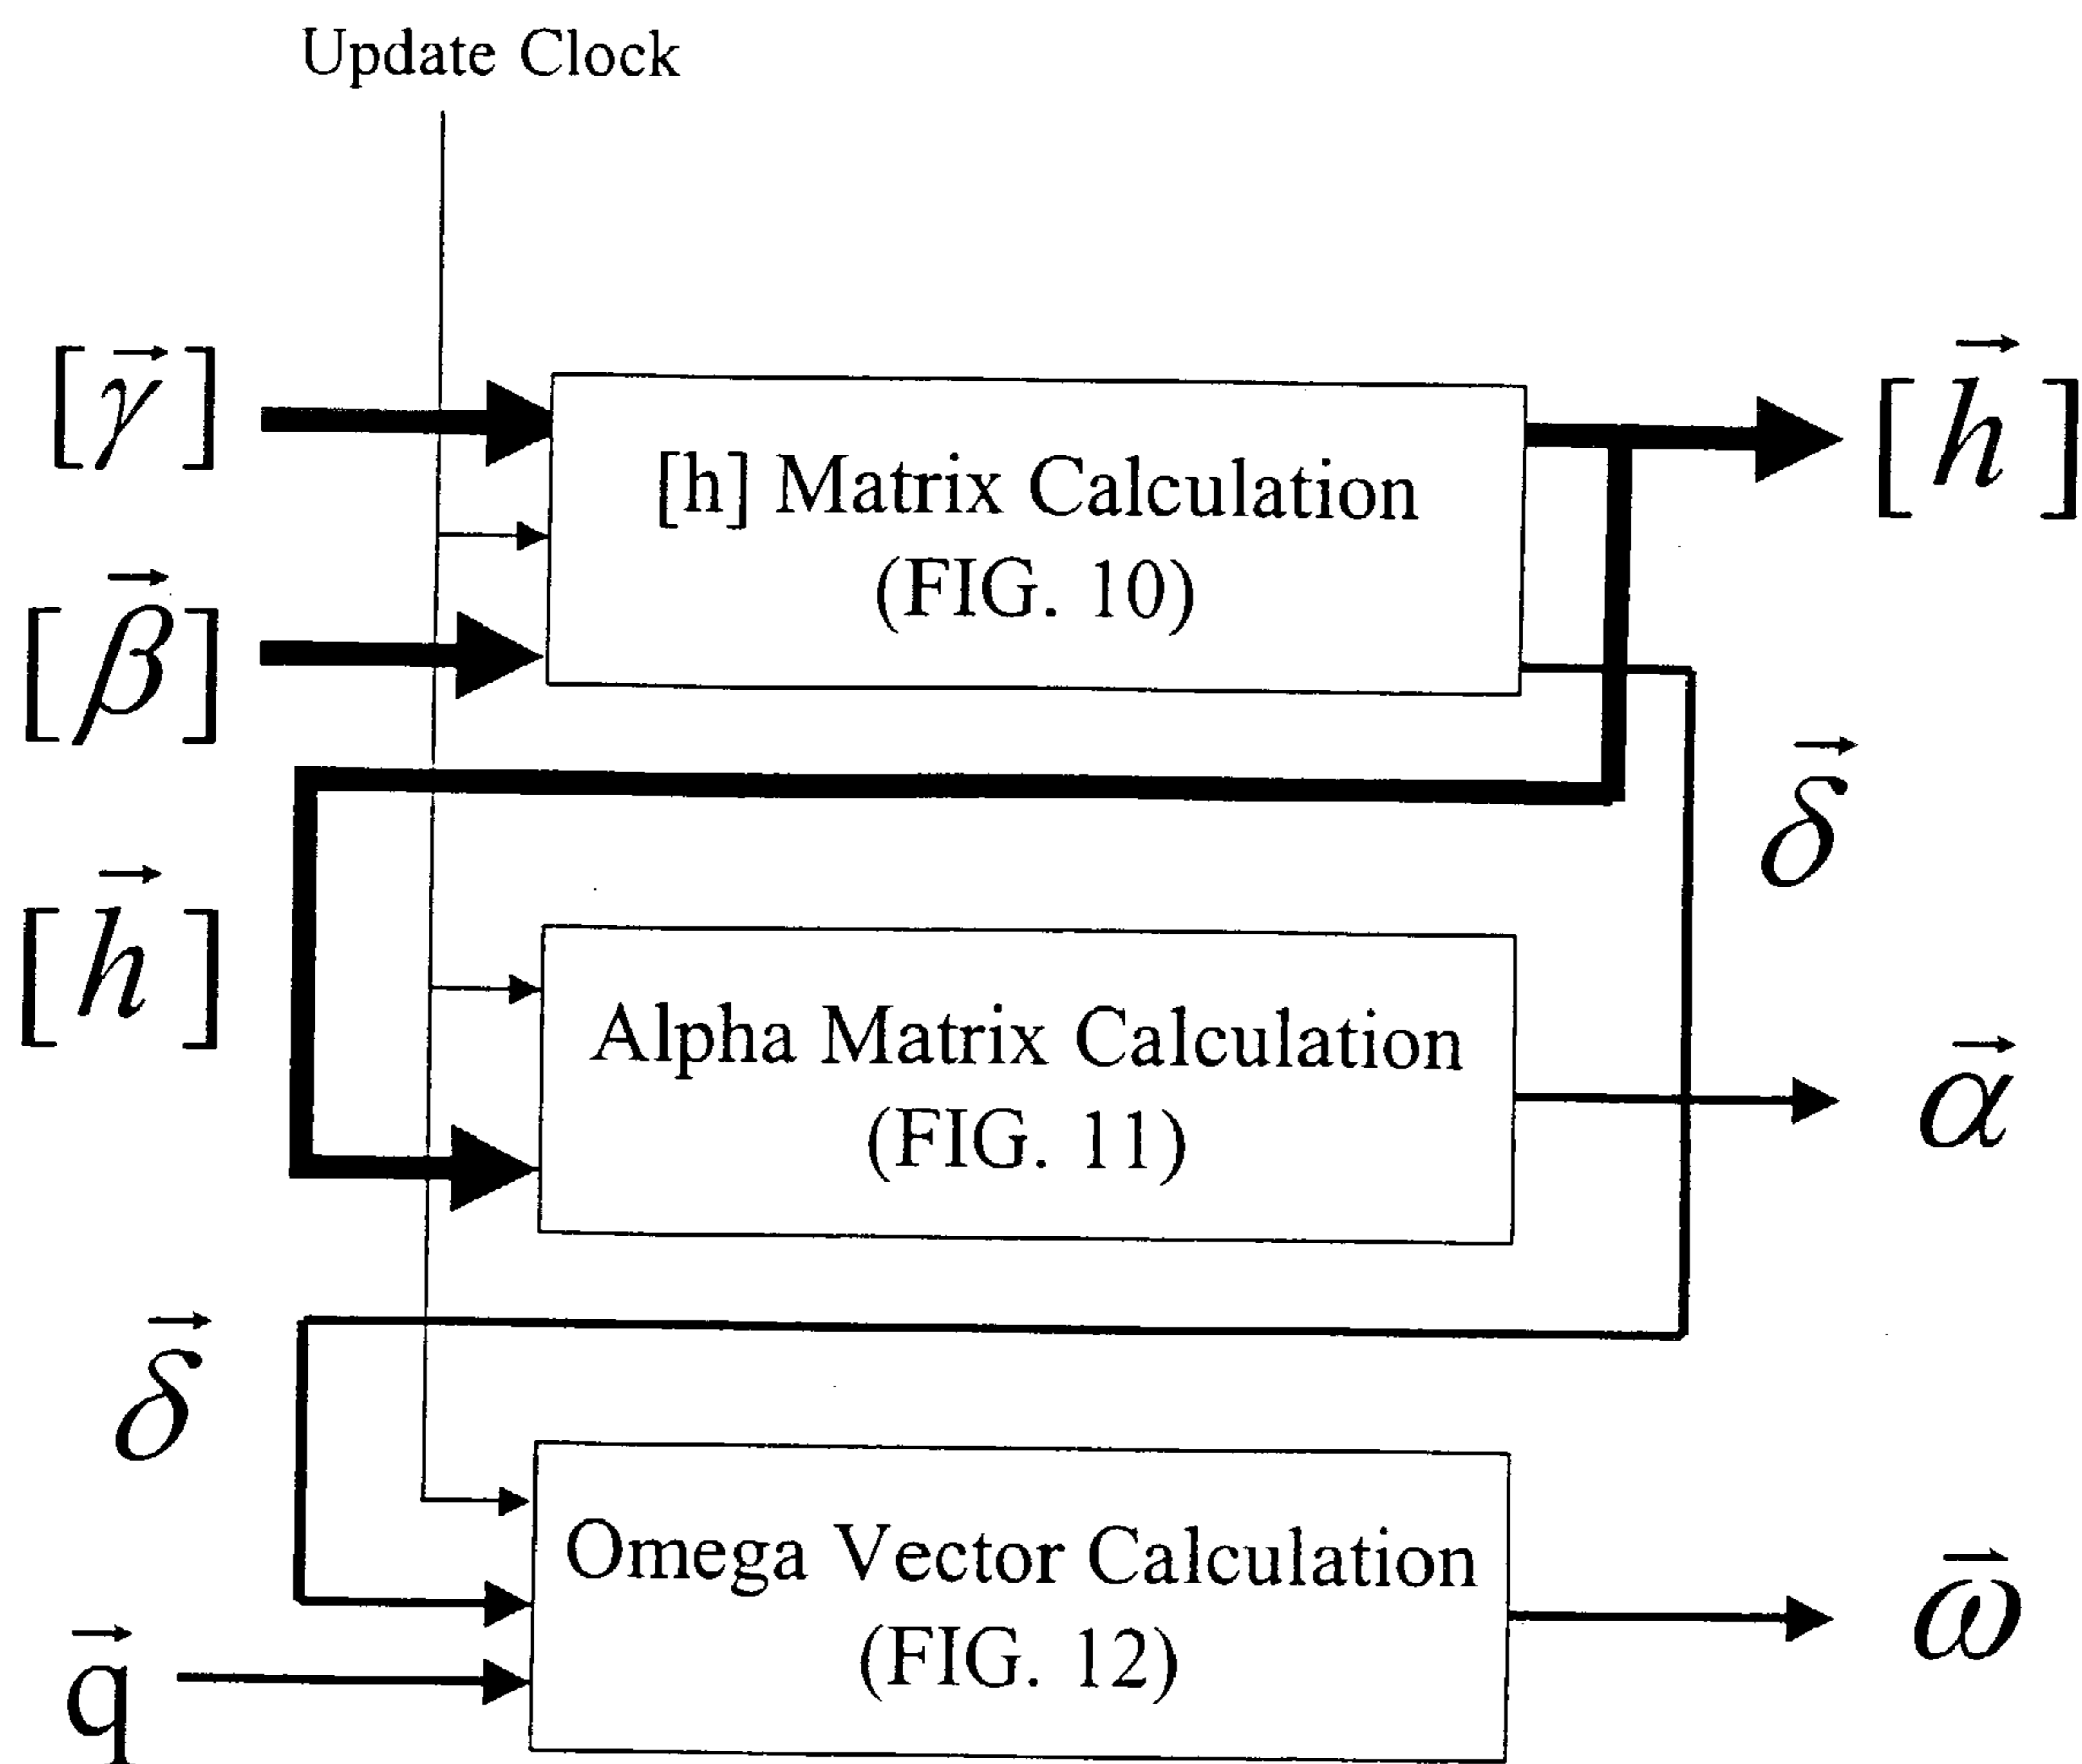 Update Clock
[γ⃗]
[h] Matrix Calculation
(FIG. 10)
[h⃗]
[β⃗]
δ⃗
[h⃗]
Alpha Matrix Calculation
(FIG. 11)
α⃗
δ⃗
Omega Vector Calculation
(FIG. 12)
ω⃗
q⃗